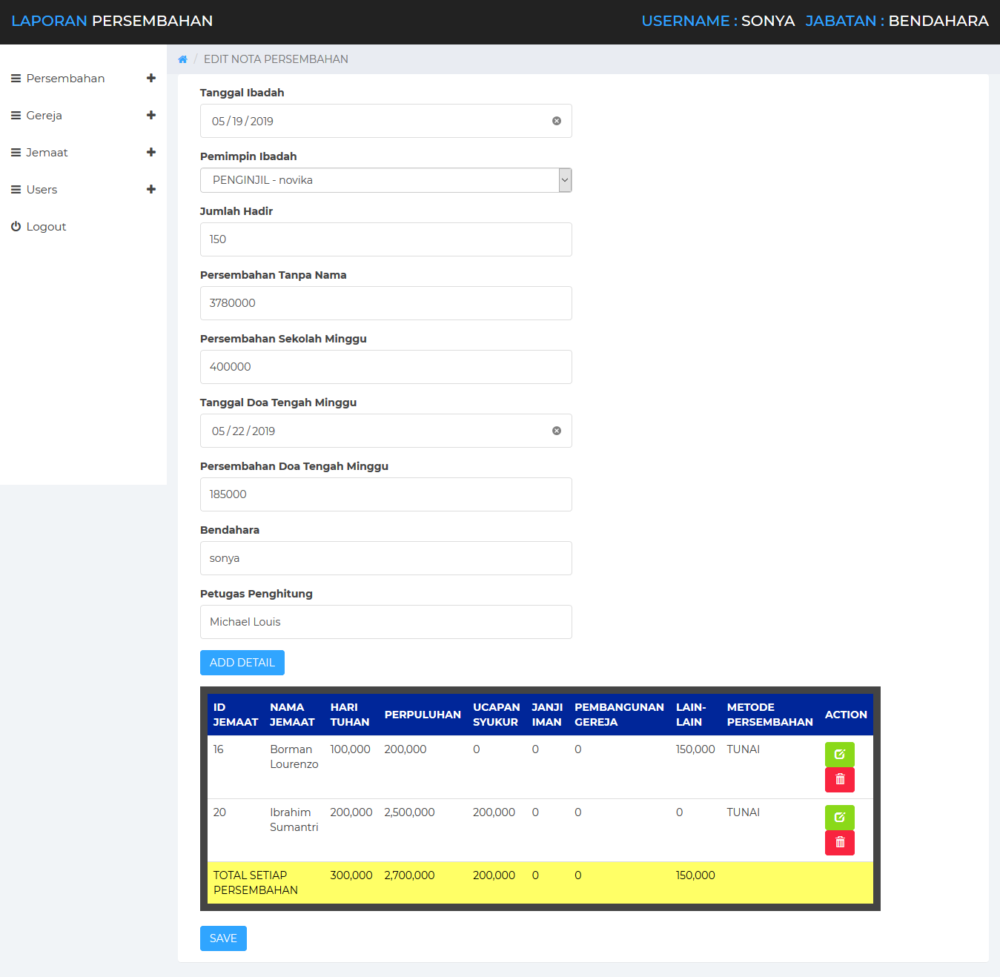 LAPORAN PERSEMBAHAN
USERNAME : SONYA JABATAN : BENDAHARA
/ EDIT NOTA PERSEMBAHAN
Persembahan
Gereja
Jemaat
Users
Logout
Tanggal Ibadah
05 / 19 / 2019
Pemimpin Ibadah
PENGINJIL - novika
Jumlah Hadir
150
Persembahan Tanpa Nama
3780000
Persembahan Sekolah Minggu
400000
Tanggal Doa Tengah Minggu
05 / 22 / 2019
Persembahan Doa Tengah Minggu
185000
Bendahara
sonya
Petugas Penghitung
Michael Louis
ADD DETAIL
ID JEMAAT NAMA JEMAAT HARI TUHAN PERPULUHAN UCAPAN SYUKUR JANJI IMAN PEMBANGUNAN GEREJA LAIN-LAIN METODE PERSEMBAHAN ACTION
16 Borman Lourenzo 100,000 200,000 0 0 0 150,000 TUNAI
20 Ibrahim Sumantri 200,000 2,500,000 200,000 0 0 0 TUNAI
TOTAL SETIAP PERSEMBAHAN 300,000 2,700,000 200,000 0 0 150,000
SAVE